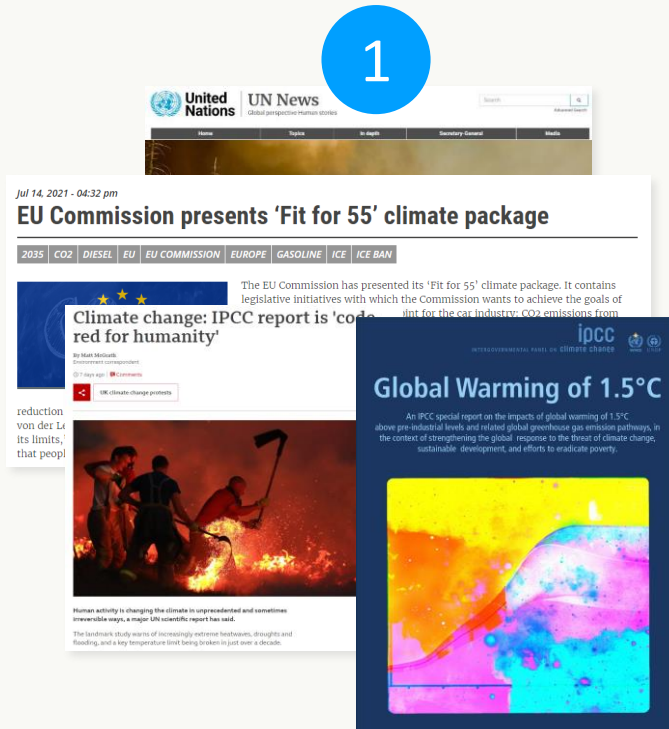 1
United
Nations
UN News
Global perspective Human stories
Search
Advanced Search
Home
Topics
In depth
Secretary-General
Media
Jul 14, 2021 - 04:32 pm
EU Commission presents ‘Fit for 55’ climate package
2035 CO2 DIESEL EU EU COMMISSION EUROPE GASOLINE ICE ICE BAN
The EU Commission has presented its ‘Fit for 55’ climate package. It contains
legislative initiatives with which the Commission wants to achieve the goals of
int for the car industry: CO2 emissions from
reduction
von der Le
its limits,
that peopl
Climate change: IPCC report is 'code
red for humanity'
By Matt McGrath
Environment correspondent
7 days ago
Comments
UK climate change protests
Human activity is changing the climate in unprecedented and sometimes
irreversible ways, a major UN scientific report has said.
The landmark study warns of increasingly extreme heatwaves, droughts and
flooding, and a key temperature limit being broken in just over a decade.
ipcc
INTERGOVERNMENTAL PANEL ON climate change
Global Warming of 1.5°C
An IPCC special report on the impacts of global warming of 1.5°C
above pre-industrial levels and related global greenhouse gas emission pathways, in
the context of strengthening the global response to the threat of climate change,
sustainable development, and efforts to eradicate poverty.